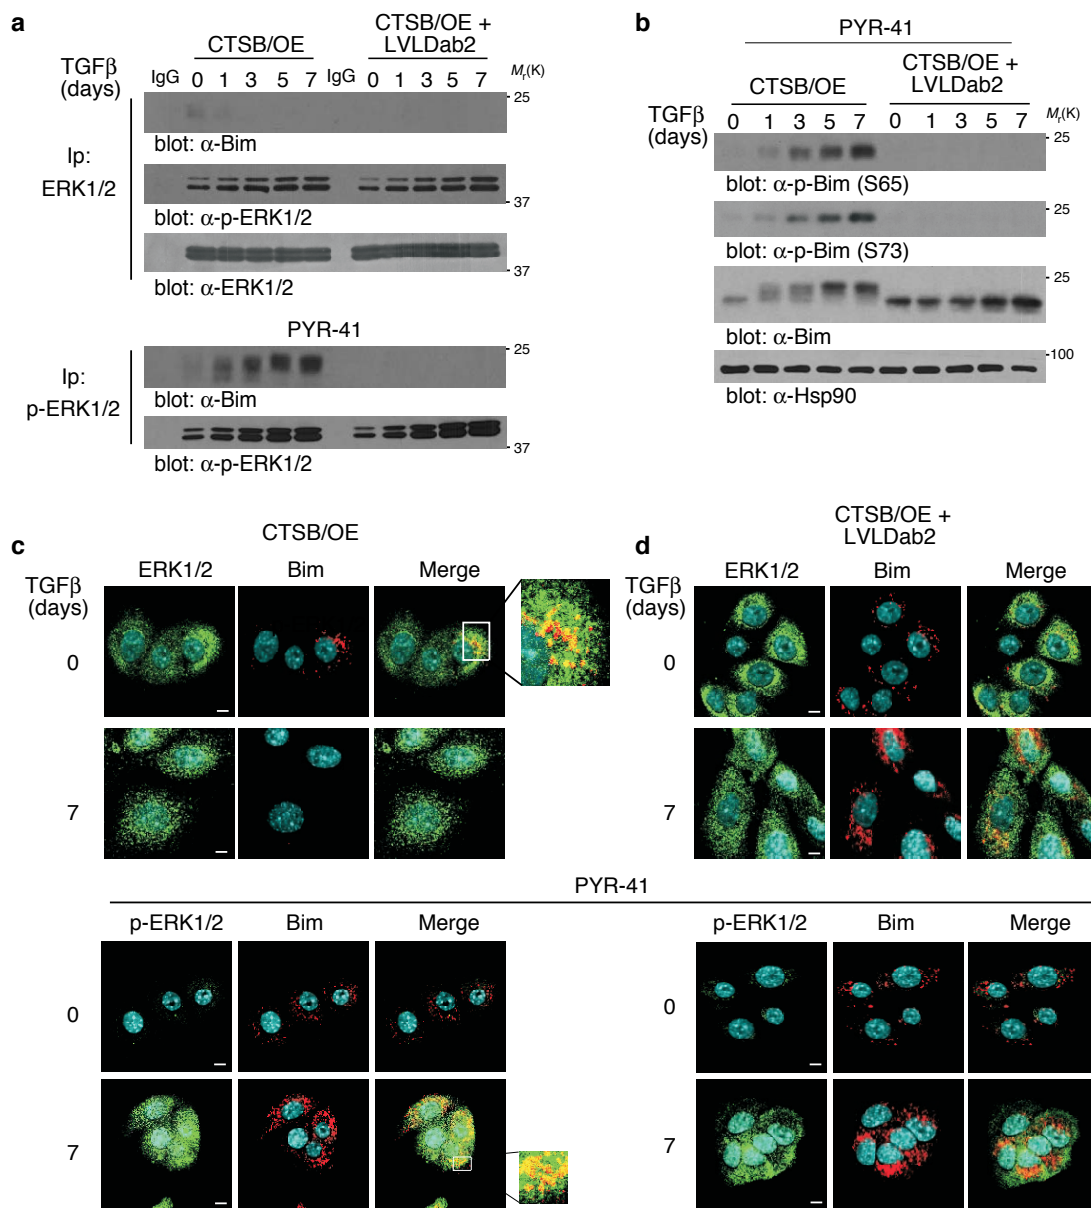 a
CTSB/OE
CTSB/OE +
LVLDab2
TGFβ
(days)
IgG 0 1 3 5 7 IgG 0 1 3 5 7
Mr(K)
25
blot: α-Bim
Ip:
ERK1/2
37
blot: α-p-ERK1/2
37
blot: α-ERK1/2
PYR-41
25
Ip:
p-ERK1/2
blot: α-Bim
37
blot: α-p-ERK1/2
b
PYR-41
CTSB/OE
CTSB/OE +
LVLDab2
TGFβ
(days)
0 1 3 5 7 0 1 3 5 7
Mr(K)
25
blot: α-p-Bim (S65)
25
blot: α-p-Bim (S73)
25
blot: α-Bim
100
blot: α-Hsp90
c
CTSB/OE
TGFβ
(days)
ERK1/2 Bim Merge
0
7
d
CTSB/OE +
LVLDab2
TGFβ
(days)
ERK1/2 Bim Merge
0
7
PYR-41
p-ERK1/2 Bim Merge
0
7
p-ERK1/2 Bim Merge
0
7